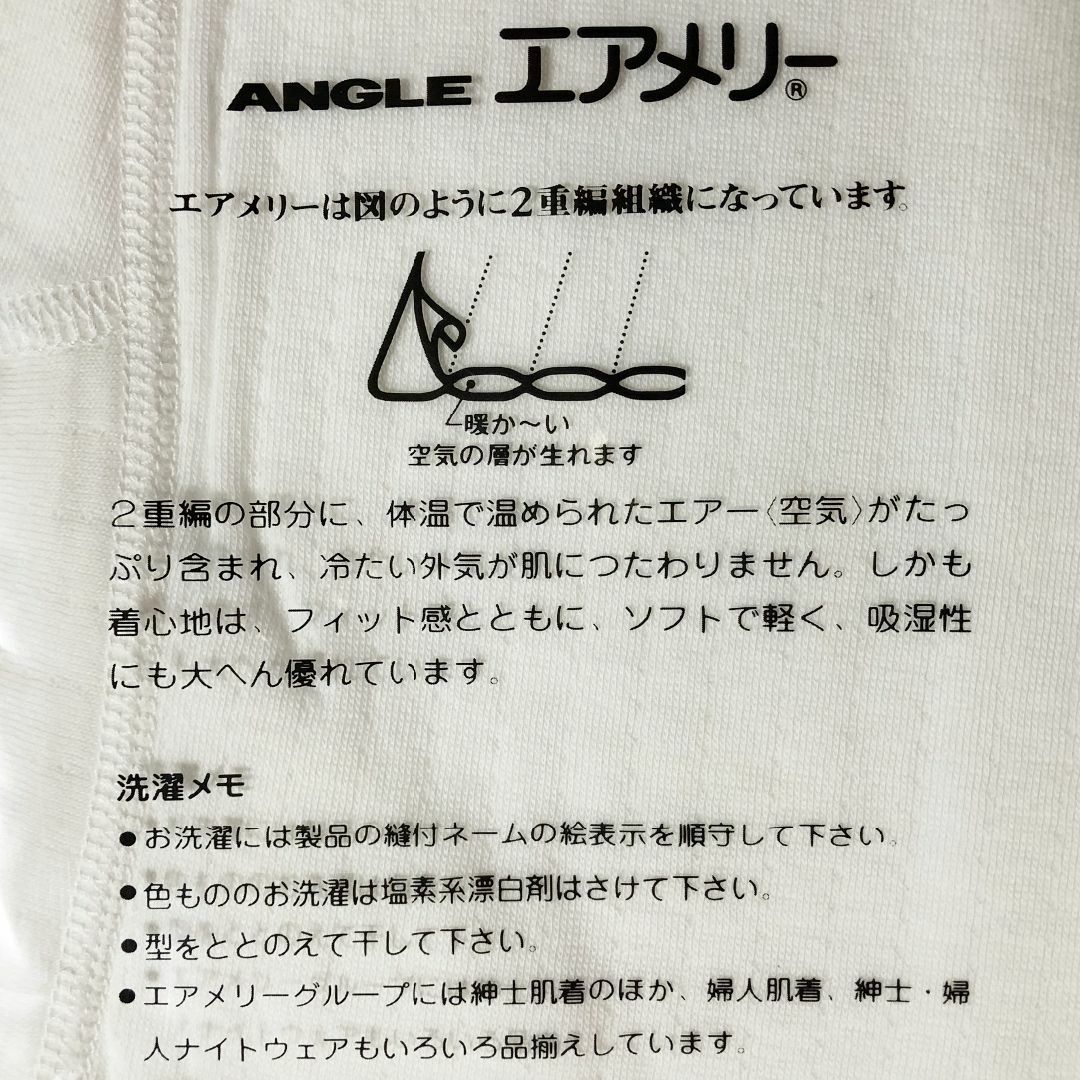 ANGLE エアメリー®
エアメリーは図のように2重編組織になっています。
暖か〜い
空気の層が生れます
2重編の部分に、体温で温められたエアー〈空気〉がたっ
ぷり含まれ、冷たい外気が肌につたわりません。しかも
着心地は、フィット感とともに、ソフトで軽く、吸湿性
にも大へん優れています。
洗濯メモ
●お洗濯には製品の縫付ネームの絵表示を順守して下さい。
●色もののお洗濯は塩素系漂白剤はさけて下さい。
●型をととのえて干して下さい。
●エアメリーグループには紳士肌着のほか、婦人肌着、紳士・婦
人ナイトウェアもいろいろ品揃えしています。